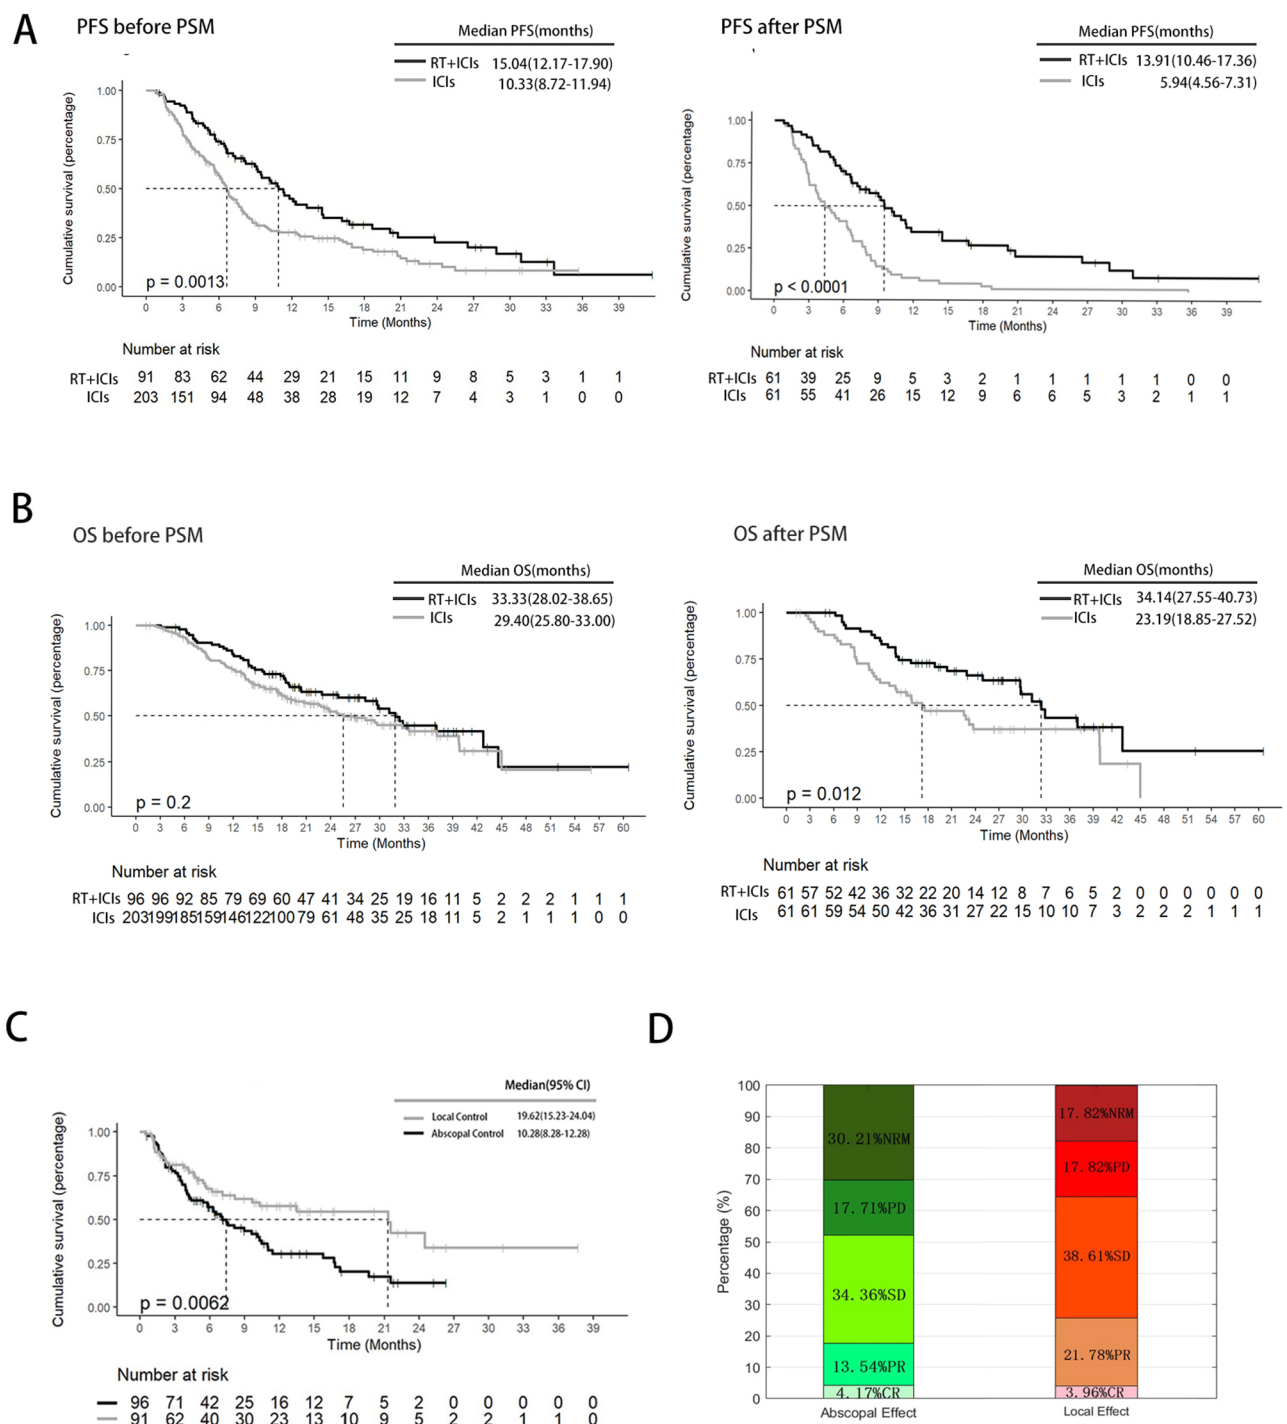 A
PFS before PSM
Median PFS(months)
RT+ICIs 15.04(12.17-17.90)
ICIs 10.33(8.72-11.94)
Cumulative survival (percentage)
1.00
0.75
0.50
0.25
0.00
p = 0.0013
0 3 6 9 12 15 18 21 24 27 30 33 36 39
Time (Months)
Number at risk
RT+ICIs 91 83 62 44 29 21 15 11 9 8 5 3 1 1
ICIs 203 151 94 48 38 28 19 12 7 4 3 1 0 0
PFS after PSM
Median PFS(months)
RT+ICIs 13.91(10.46-17.36)
ICIs 5.94(4.56-7.31)
Cumulative survival (percentage)
1.00
0.75
0.50
0.25
0.00
p < 0.0001
0 3 6 9 12 15 18 21 24 27 30 33 36 39
Time (Months)
Number at risk
RT+ICIs 61 39 25 9 5 3 2 1 1 1 1 1 0 0
ICIs 61 55 41 26 15 12 9 6 6 5 3 2 1 1
B
OS before PSM
Median OS(months)
RT+ICIs 33.33(28.02-38.65)
ICIs 29.40(25.80-33.00)
Cumulative survival (percentage)
1.00
0.75
0.50
0.25
0.00
p = 0.2
0 3 6 9 12 15 18 21 24 27 30 33 36 39 42 45 48 51 54 57 60
Time (Months)
Number at risk
RT+ICIs 96 96 92 85 79 69 60 47 41 34 25 19 16 11 5 2 2 2 1 1 1
ICIs 203199185159146122100 79 61 48 35 25 18 11 5 2 1 1 1 0 0
OS after PSM
Median OS(months)
RT+ICIs 34.14(27.55-40.73)
ICIs 23.19(18.85-27.52)
Cumulative survival (percentage)
1.00
0.75
0.50
0.25
0.00
p = 0.012
0 3 6 9 12 15 18 21 24 27 30 33 36 39 42 45 48 51 54 57 60
Time (Months)
Number at risk
RT+ICIs 61 57 52 42 36 32 22 20 14 12 8 7 6 5 2 0 0 0 0 0 0
ICIs 61 61 59 54 50 42 36 31 27 22 15 10 10 7 3 2 2 2 1 1 1
C
Median(95% CI)
Local Control 19.62(15.23-24.04)
Abscopal Control 10.28(8.28-12.28)
Cumulative survival (percentage)
1.00
0.75
0.50
0.25
0.00
p = 0.0062
0 3 6 9 12 15 18 21 24 27 30 33 36 39
Time (Months)
Number at risk
96 71 42 25 16 12 7 5 2 0 0 0 0 0
91 62 40 30 23 13 10 9 5 2 2 1 1 0
D
Percentage (%)
100
90
80
70
60
50
40
30
20
10
0
30.21%NRM
17.71%PD
34.36%SD
13.54%PR
4.17%CR
17.82%NRM
17.82%PD
38.61%SD
21.78%PR
3.96%CR
Abscopal Effect
Local Effect